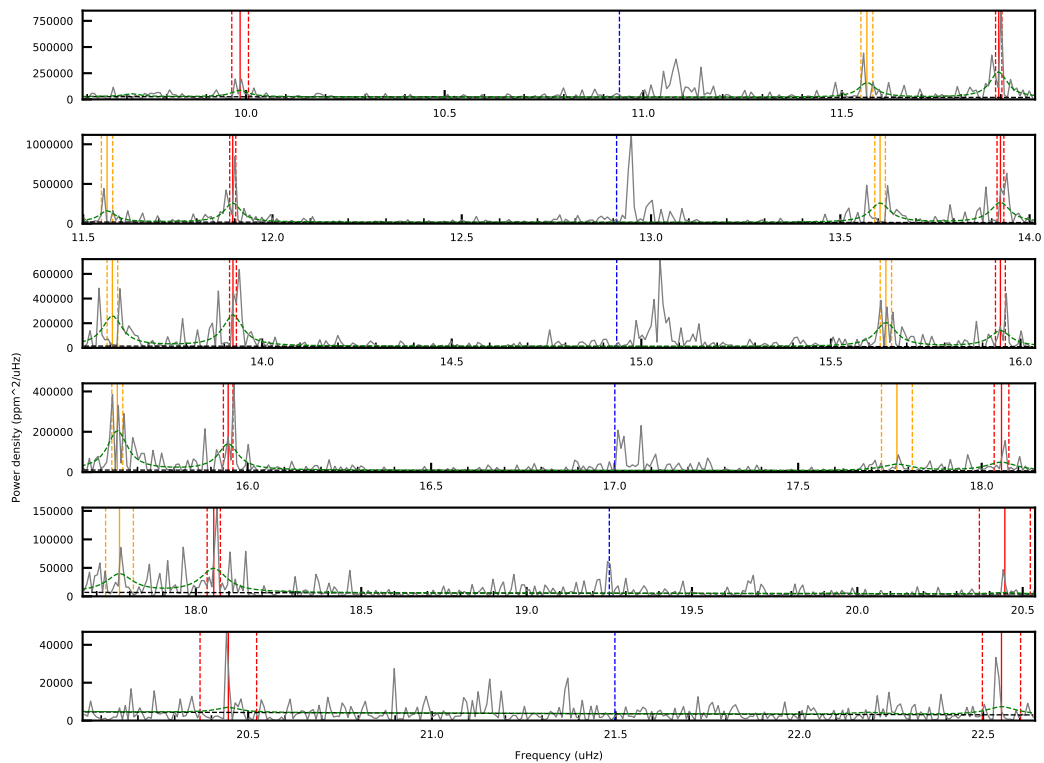 750000
500000
250000
0
10.0 10.5 11.0 11.5
1000000
500000
0
11.5 12.0 12.5 13.0 13.5 14.0
600000
400000
200000
0
14.0 14.5 15.0 15.5 16.0
Power density (ppm^2/uHz)
400000
200000
0
16.0 16.5 17.0 17.5 18.0
150000
100000
50000
0
18.0 18.5 19.0 19.5 20.0 20.5
40000
20000
0
20.5 21.0 21.5 22.0 22.5
Frequency (uHz)